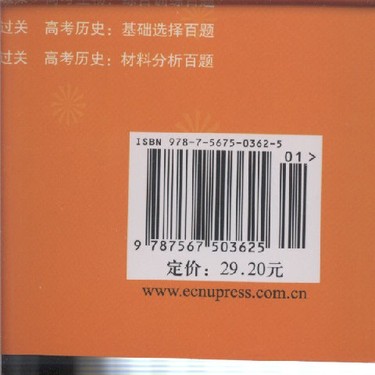 过关 高考历史：基础选择百题
过关 高考历史：材料分析百题
ISBN 978-7-5675-0362-5
01>
9 787567 503625
定价：29.20元
www.ecnupress.com.cn